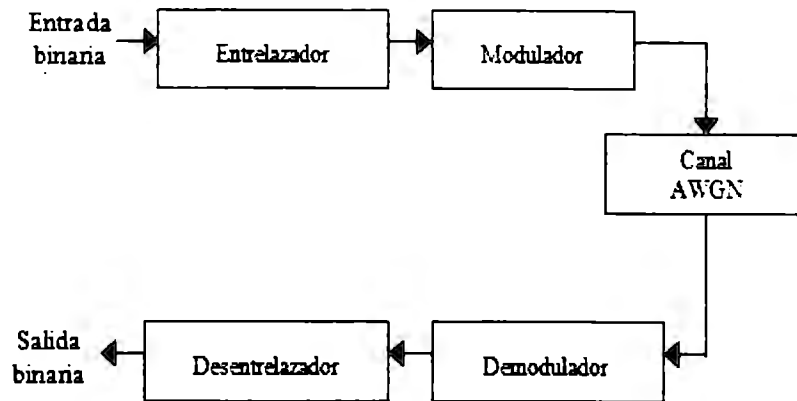 Entrada
binaria
Entrelazador
Modulador
Canal
AWGN
Salida
binaria
Desentrelazador
Demodulador